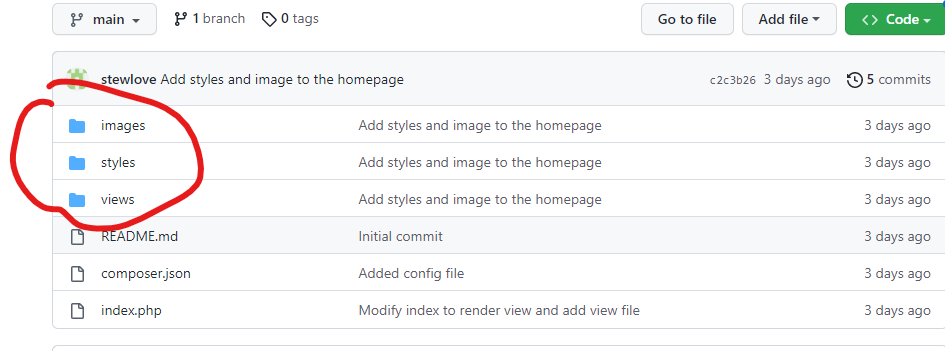 main 1 branch 0 tags Go to file Add file Code
stewlove Add styles and image to the homepage c2c3b26 3 days ago 5 commits
images Add styles and image to the homepage 3 days ago
styles Add styles and image to the homepage 3 days ago
views Add styles and image to the homepage 3 days ago
README.md Initial commit 3 days ago
composer.json Added config file 3 days ago
index.php Modify index to render view and add view file 3 days ago